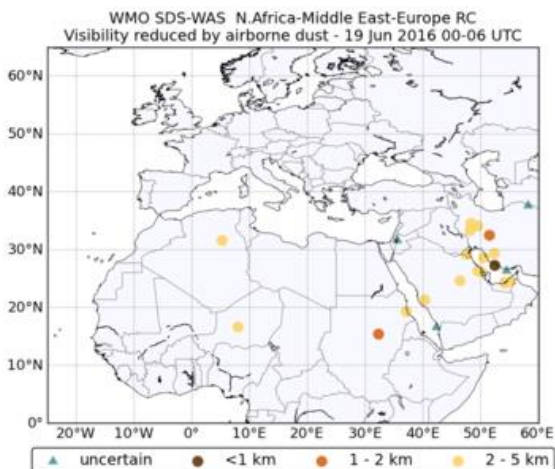 WMO SDS-WAS N.Africa-Middle East-Europe RC
Visibility reduced by airborne dust - 19 Jun 2016 00-06 UTC
60°N
50°N
40°N
30°N
20°N
10°N
0°
20°W 10°W 0° 10°E 20°E 30°E 40°E 50°E 60°E
uncertain <1 km 1 - 2 km 2 - 5 km